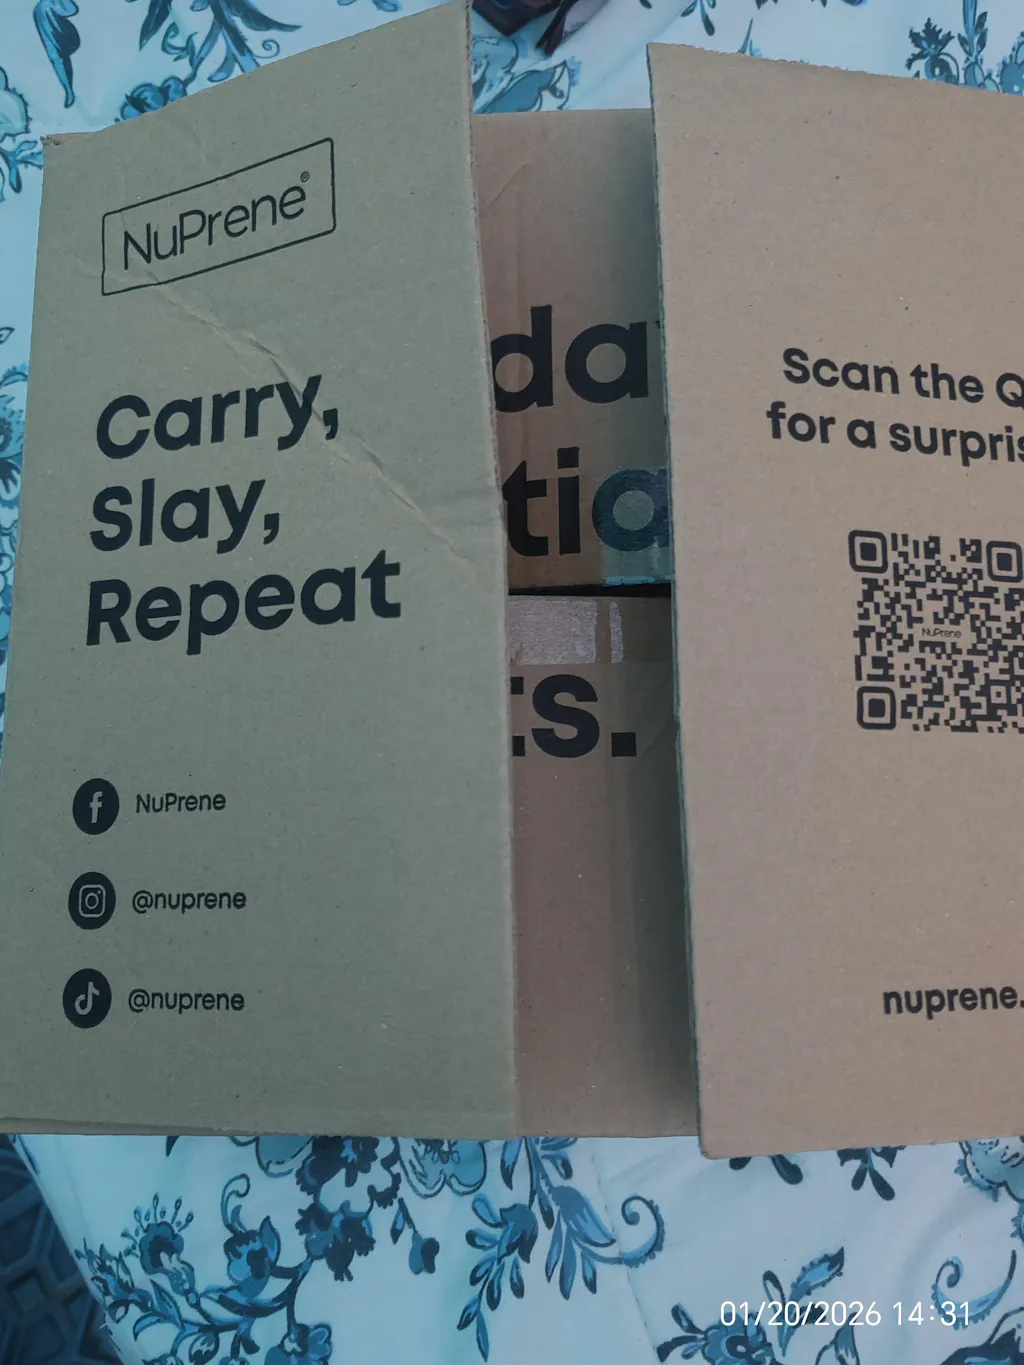 NuPrene®
Carry,
Slay,
Repeat
NuPrene
@nuprene
@nuprene
da
tia
ts.
Scan the Q
for a surpris
NuPrene
nuprene.
01/20/2026 14:31